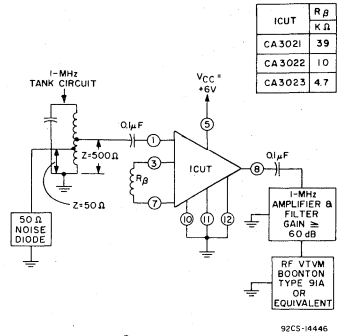 ICUT
Rβ
KΩ
CA3021 39
CA3022 10
CA3023 4.7
1-MHz
TANK CIRCUIT
VCC =
+6V
0.1μF
Z=500Ω
Z=50Ω
1
3
7
5
Rβ
ICUT
10
11
12
8
0.1μF
50 Ω
NOISE
DIODE
1-MHz
AMPLIFIER &
FILTER
GAIN ≥
60 dB
RF VTVM
BOONTON
TYPE 91A
OR
EQUIVALENT
92CS-14446